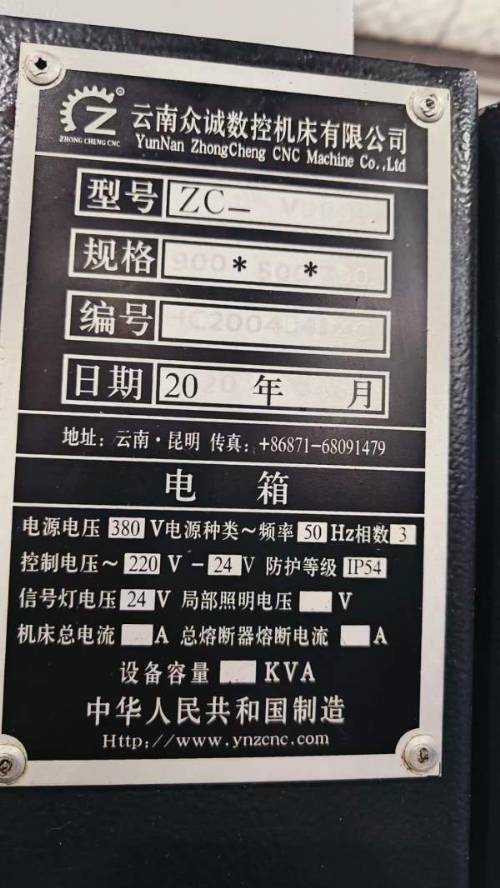 ZHONG CHENG CNC
云南众诚数控机床有限公司
YunNan ZhongCheng CNC Machine Co.,Ltd
型号 ZC-
规格 900*500*
编号
日期 20 年 月
地址：云南·昆明 传真：+86871-68091479
电 箱
电源电压 380 V 电源种类～频率 50 Hz 相数 3
控制电压～ 220 V - 24 V 防护等级 IP54
信号灯电压 24 V 局部照明电压 V
机床总电流 A 总熔断器熔断电流 A
设备容量 KVA
中华人民共和国制造
Http://www.ynzcnc.com